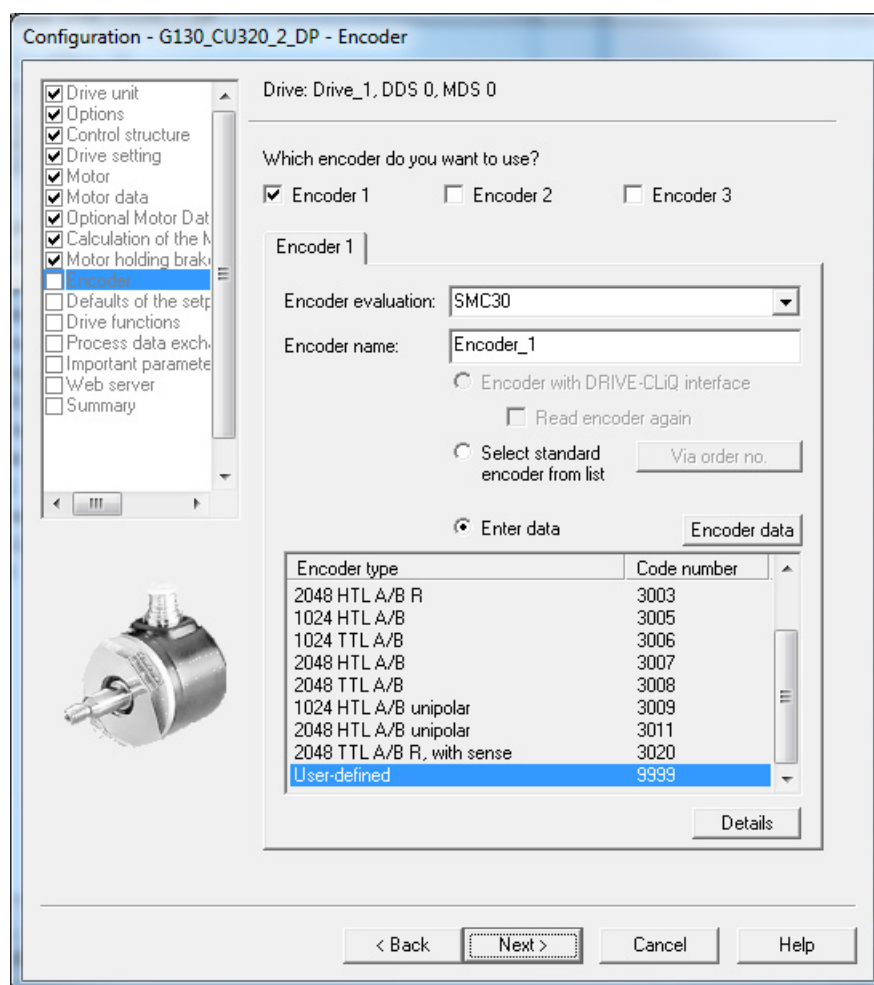 Configuration - G130_CU320_2_DP - Encoder
Drive unit
Options
Control structure
Drive setting
Motor
Motor data
Optional Motor Dat
Calculation of the M
Motor holding brak
Encoder
Defaults of the setp
Drive functions
Process data exch
Important paramete
Web server
Summary
Drive: Drive_1, DDS 0, MDS 0
Which encoder do you want to use?
Encoder 1 Encoder 2 Encoder 3
Encoder 1
Encoder evaluation: SMC30
Encoder name: Encoder_1
Encoder with DRIVE-CLiQ interface
Read encoder again
Select standard
encoder from list
Via order no.
Enter data Encoder data
Encoder type Code number
2048 HTL A/B R 3003
1024 HTL A/B 3005
1024 TTL A/B 3006
2048 HTL A/B 3007
2048 TTL A/B 3008
1024 HTL A/B unipolar 3009
2048 HTL A/B unipolar 3011
2048 TTL A/B R, with sense 3020
User-defined 9999
Details
< Back Next > Cancel Help